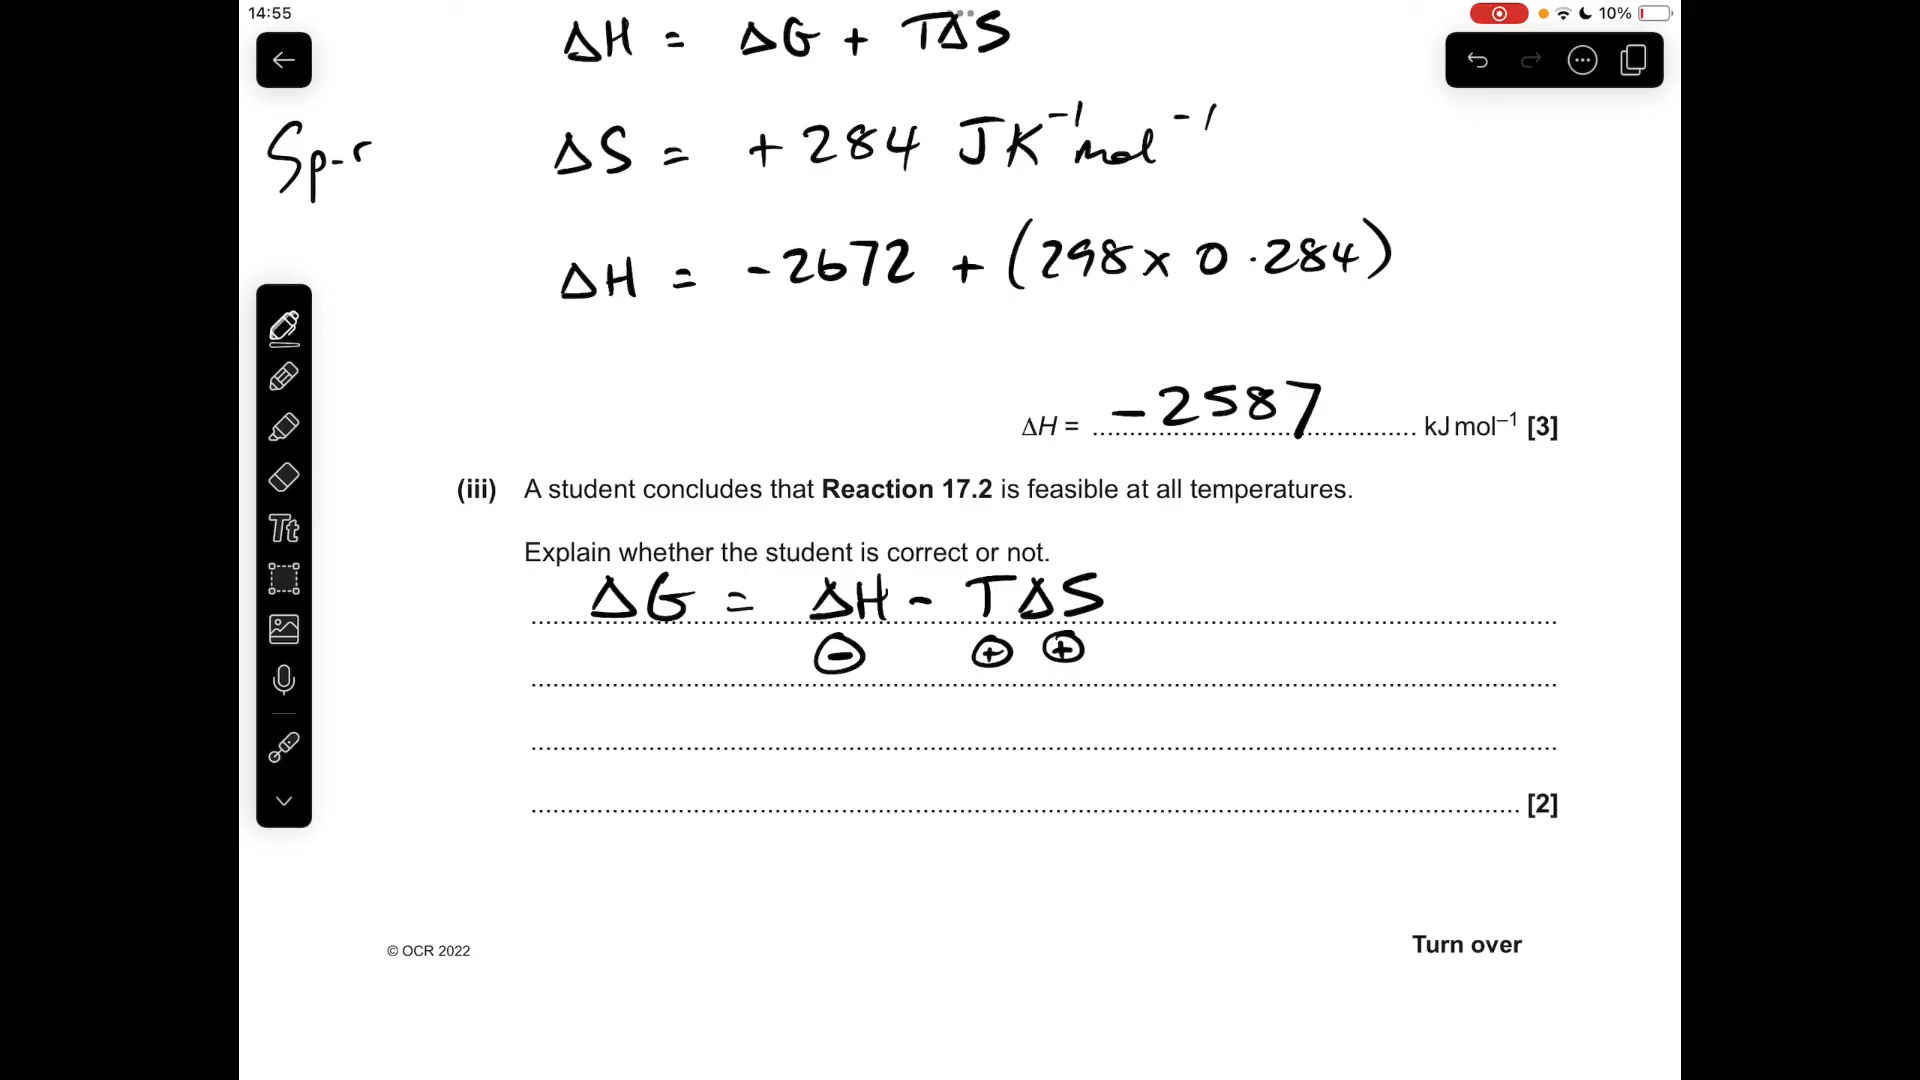 14:55
10%
ΔH = ΔG + TΔS
Sp-r
ΔS = +284 JK⁻¹mol⁻¹
ΔH = -2672 + (298 x 0.284)
ΔH = -2587 kJ mol⁻¹ [3]
(iii) A student concludes that Reaction 17.2 is feasible at all temperatures.
Explain whether the student is correct or not.
ΔG = ΔH - TΔS
⊖ ⊕ ⊕
[2]
Tt
© OCR 2022
Turn over